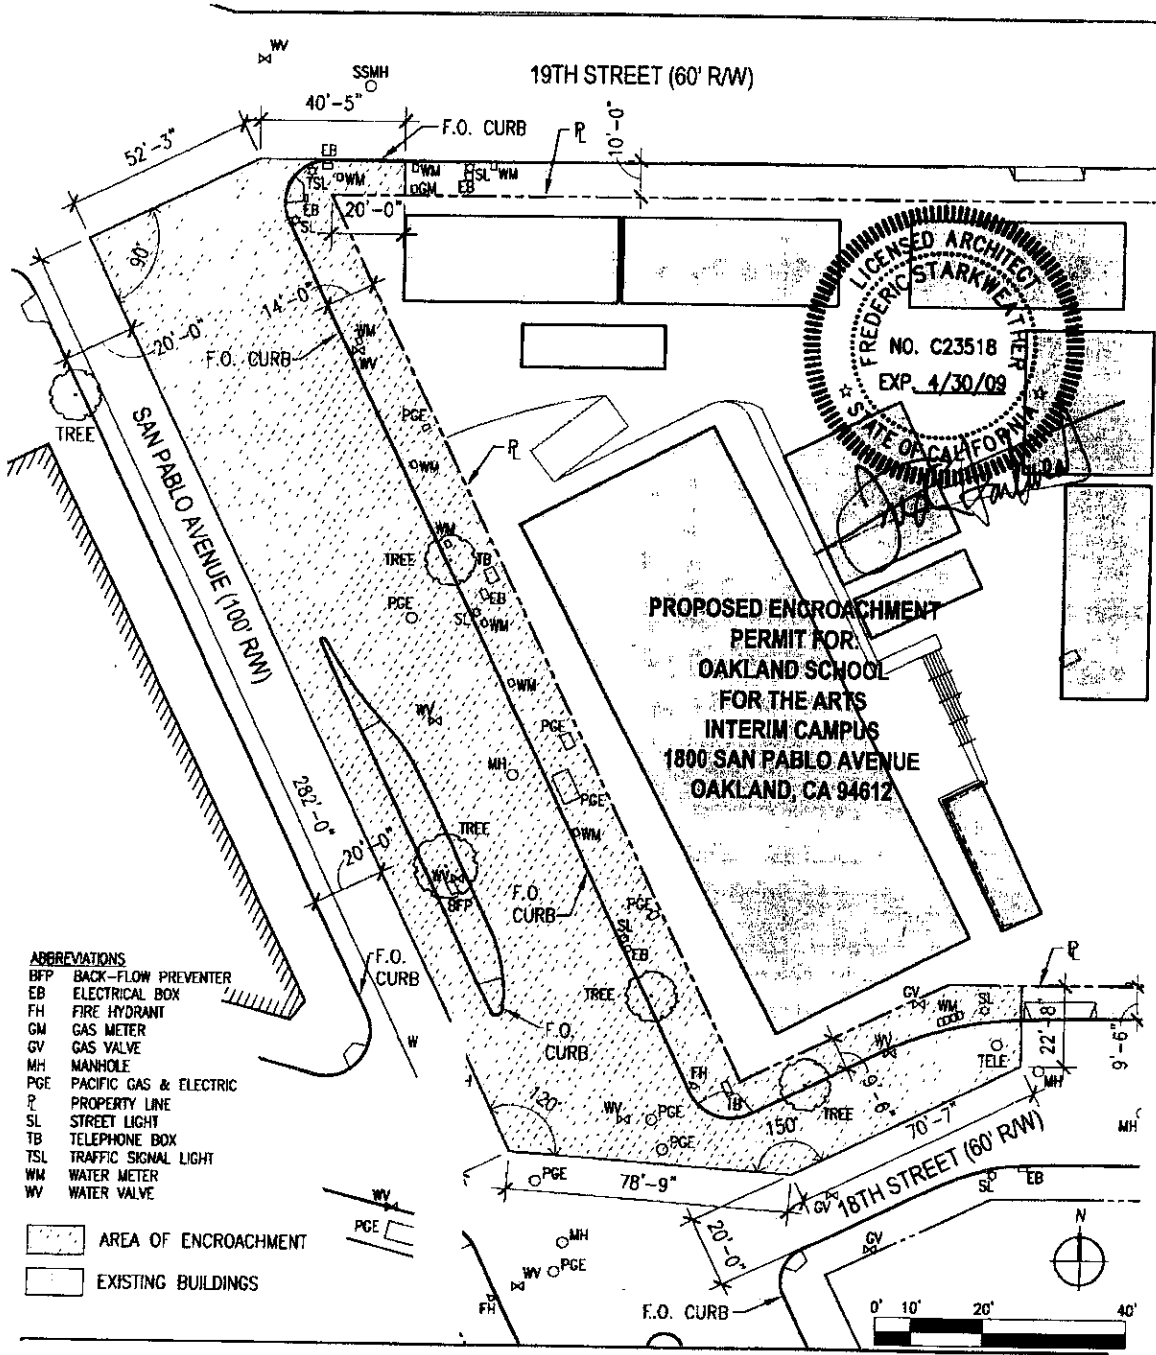 WV
SSMH
19TH STREET (60' R/W)
40'-5"
F.O. CURB
PL
10'-0"
52'-3"
EB
TSL
WM
WM
GM
SL
EB
WM
EB
SL
20'-0"
90'
14'-0"
20'-0"
F.O. CURB
WM
WV
TREE
PGE
WM
PL
SAN PABLO AVENUE (100' R/W)
LICENSED ARCHITECT
FREDERIC STARKWEATHER
NO. C23518
EXP. 4/30/09
STATE OF CALIFORNIA
WM
TREE
TB
PGE
EB
SL
WM
PROPOSED ENCROACHMENT
PERMIT FOR:
OAKLAND SCHOOL
FOR THE ARTS
INTERIM CAMPUS
1800 SAN PABLO AVENUE
OAKLAND, CA 94612
WM
WV
PGE
MH
PGE
282'-0"
20'-0"
TREE
WM
WV
BFP
F.O.
CURB
PGE
SL
EB
TREE
F.O.
CURB
F.O.
CURB
W
ABBREVIATIONS
BFP BACK-FLOW PREVENTER
EB ELECTRICAL BOX
FH FIRE HYDRANT
GM GAS METER
GV GAS VALVE
MH MANHOLE
PGE PACIFIC GAS & ELECTRIC
PL PROPERTY LINE
SL STREET LIGHT
TB TELEPHONE BOX
TSL TRAFFIC SIGNAL LIGHT
WM WATER METER
WV WATER VALVE
AREA OF ENCROACHMENT
EXISTING BUILDINGS
PL
GV
WM
SL
WV
TELE
22'-8"
9'-6"
MH
FH
TB
TREE
9'-6"
120'
WV
PGE
PGE
150'
70'-7"
MH
18TH STREET (60' R/W)
PGE
78'-9"
GV
SL
EB
20'-0"
WV
PGE
MH
PGE
WV
FH
GV
F.O. CURB
N
0' 10' 20' 40'